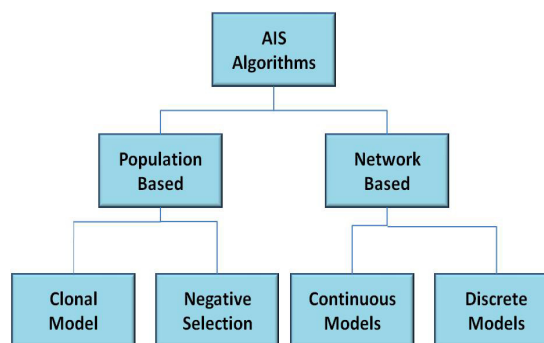 AIS
Algorithms
Population
Based
Network
Based
Clonal
Model
Negative
Selection
Continuous
Models
Discrete
Models